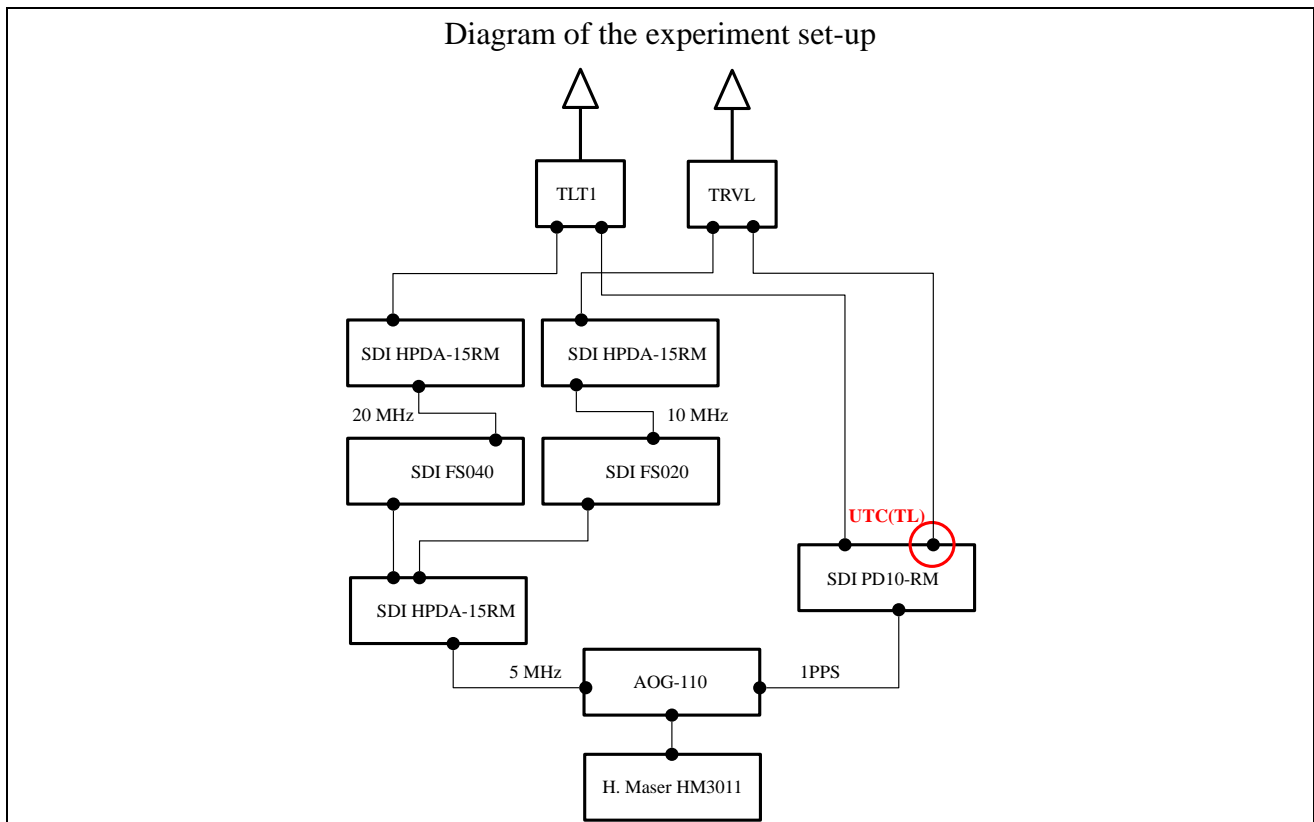 Diagram of the experiment set-up
TLT1
TRVL
SDI HPDA-15RM
SDI HPDA-15RM
20 MHz
10 MHz
SDI FS040
SDI FS020
UTC(TL)
SDI PD10-RM
SDI HPDA-15RM
5 MHz
AOG-110
1PPS
H. Maser HM3011